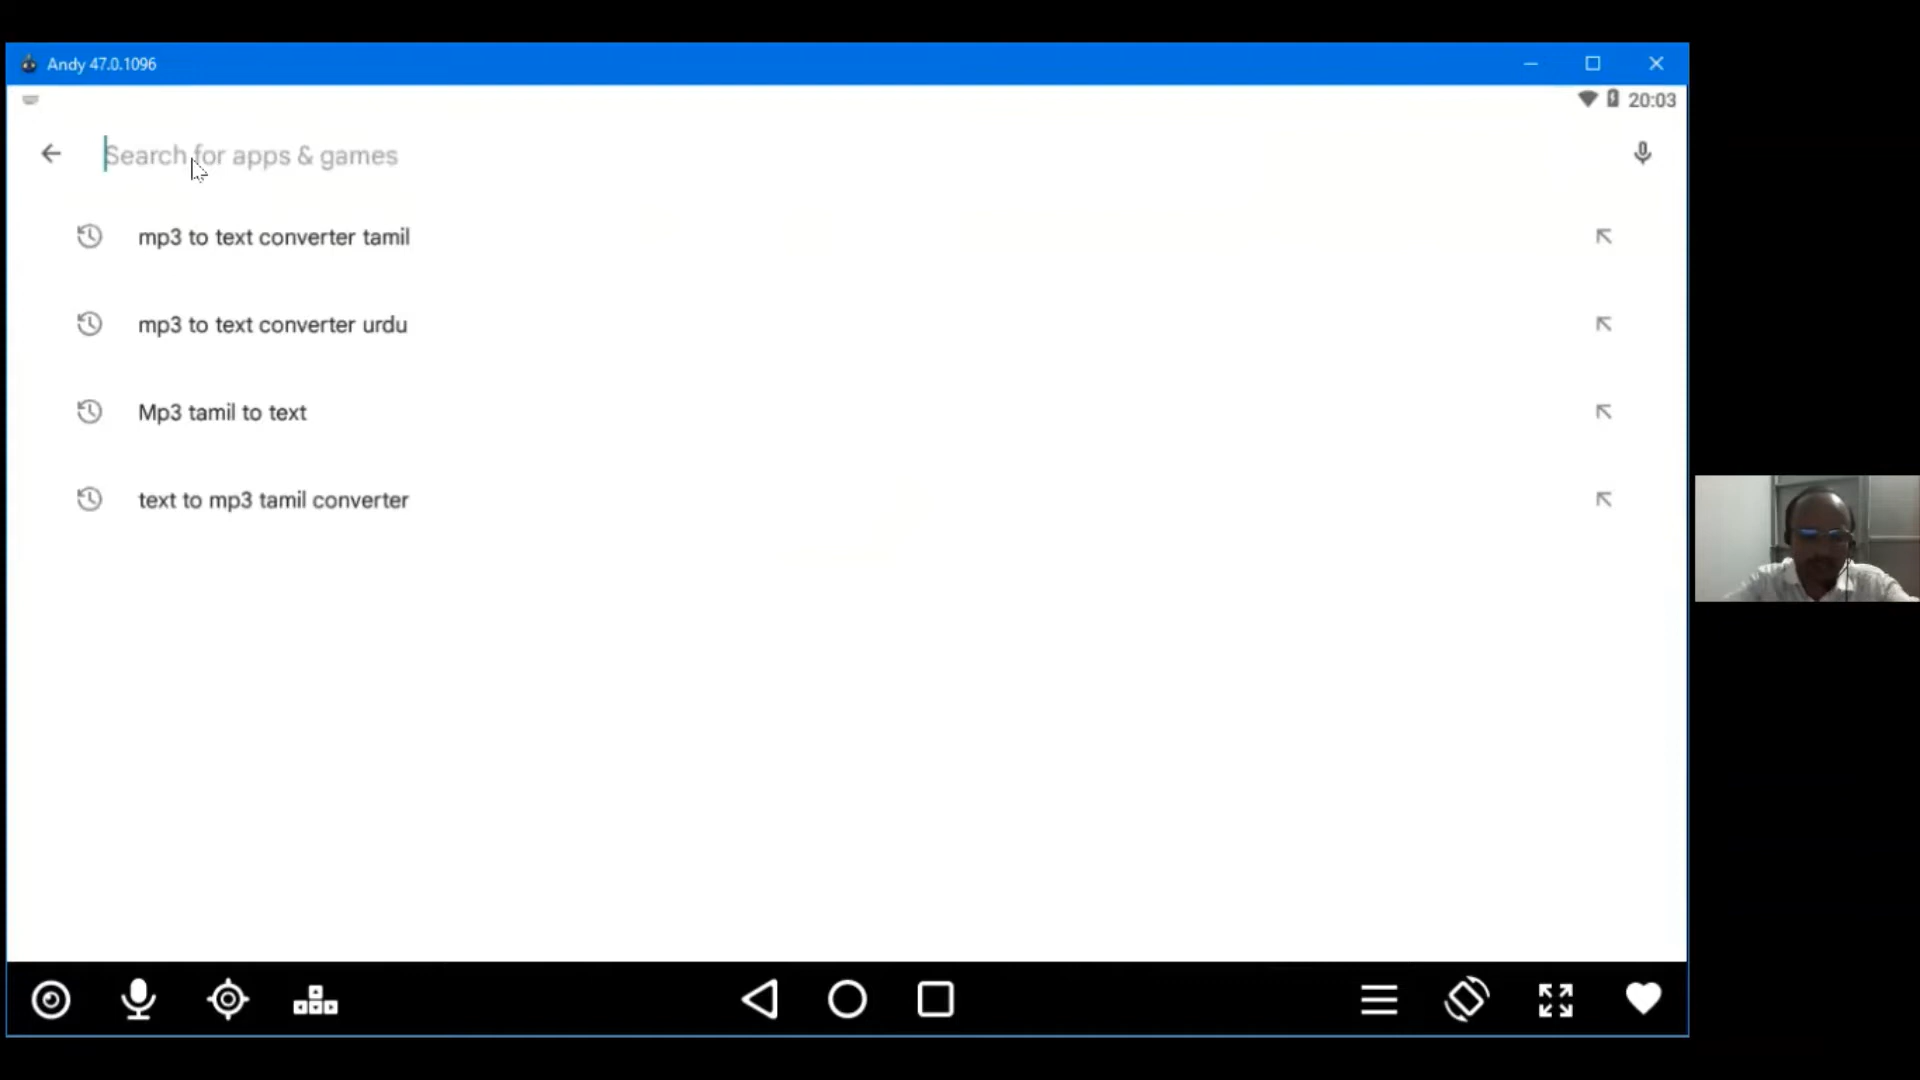 Andy 47.0.1096
20:03
Search for apps & games
mp3 to text converter tamil
mp3 to text converter urdu
Mp3 tamil to text
text to mp3 tamil converter